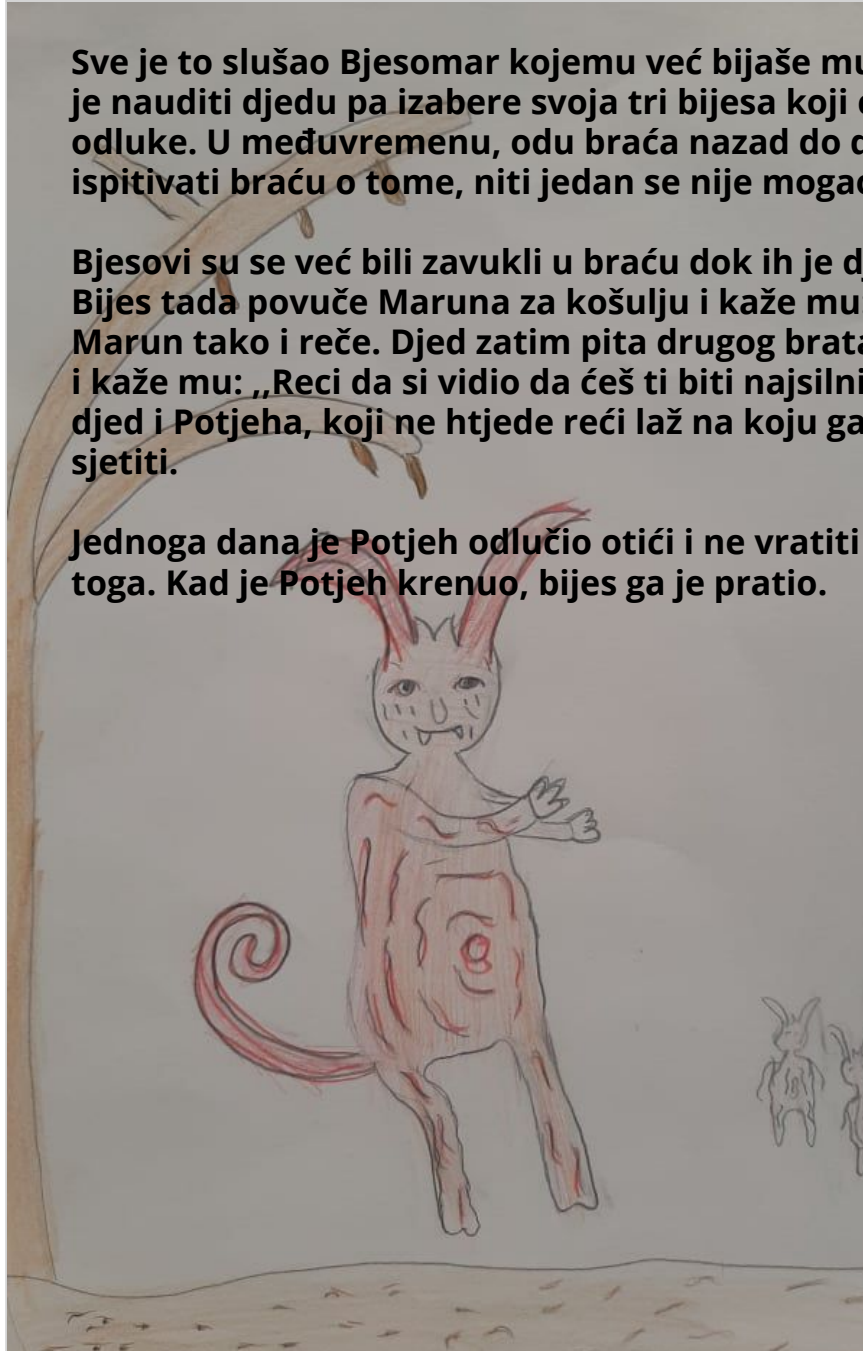 Sve je to slušao Bjesomar kojemu već bijaše
je nauditi djedu pa izabere svoja tri bijesa koji
odluke. U međuvremenu, odu braća nazad do
ispitivati braću o tome, niti jedan se nije
Bjesovi su se već bili zavukli u braću dok ih je
Bijes tada povuče Maruna za košulju i kaže mu:
Marun tako i reče. Djed zatim pita drugog brata
i kaže mu: ,,Reci da si vidio da ćeš ti biti
djed i Potjeha, koji ne htjede reći laž na koju ga
sjetiti.
Jednoga dana je Potjeh odlučio otići i ne vratiti
toga. Kad je Potjeh krenuo, bijes ga je pratio.